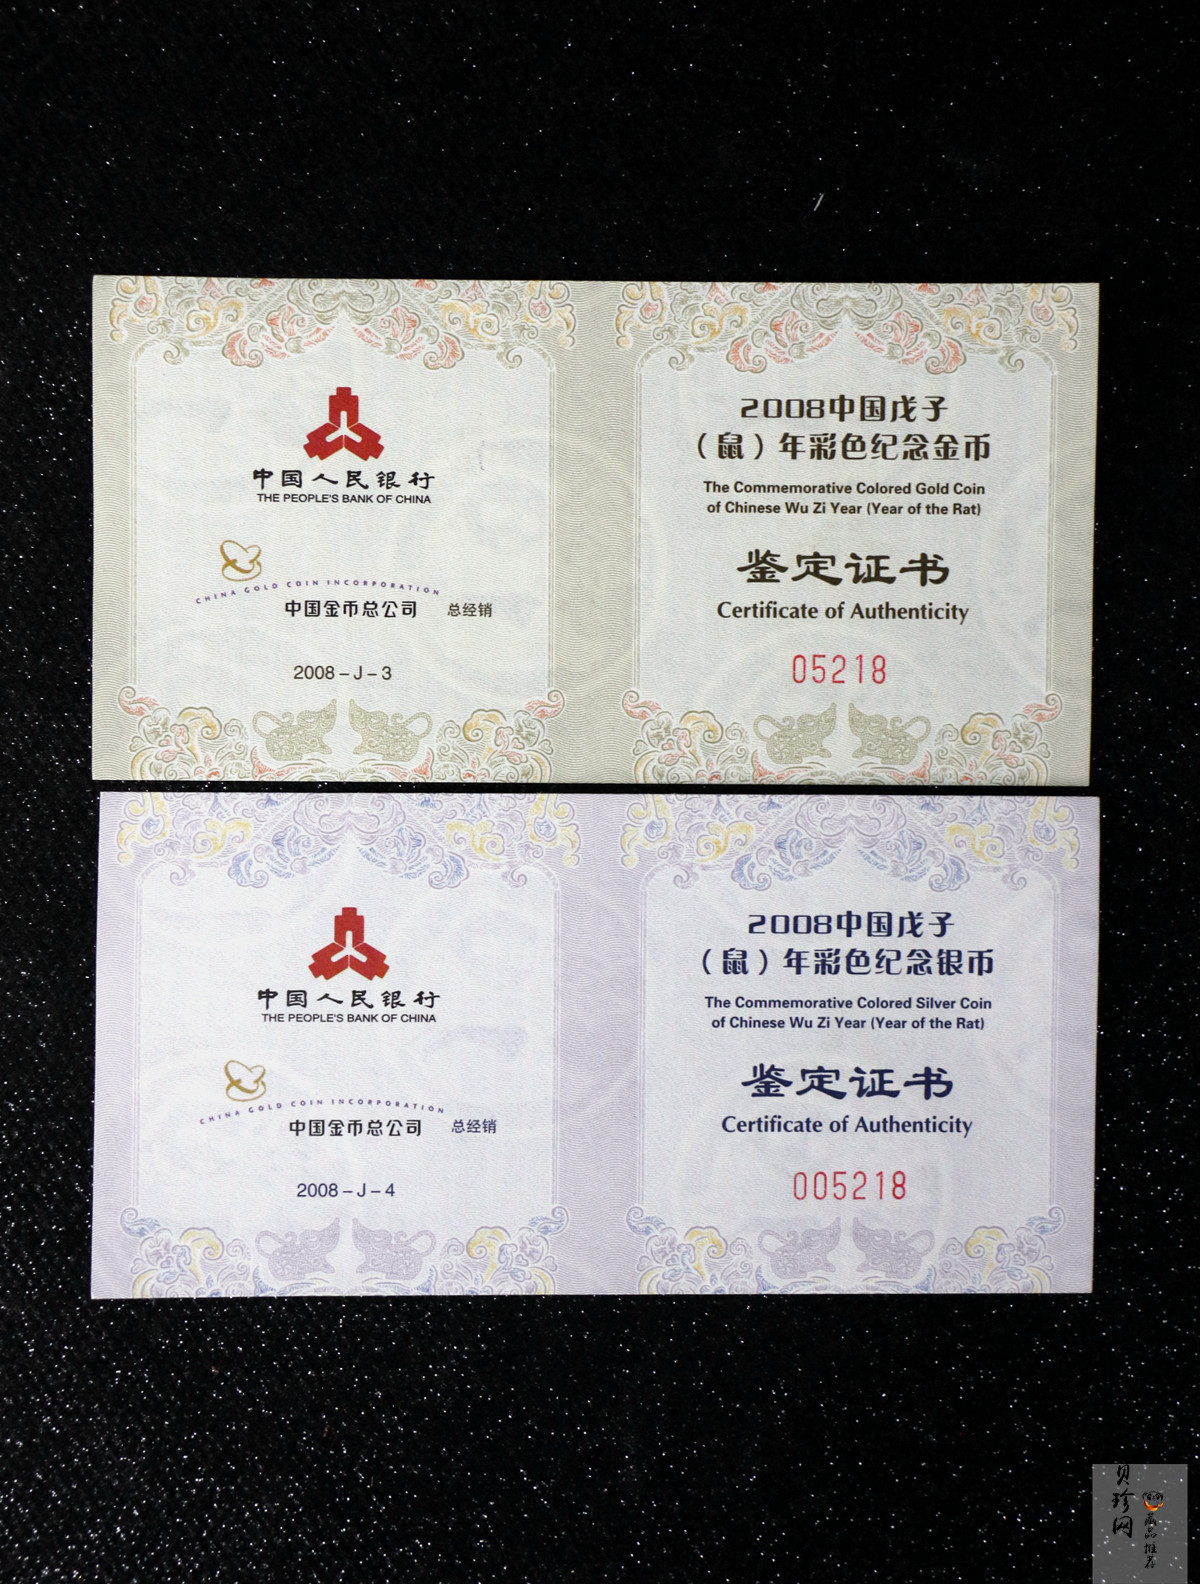 中国人民银行
THE PEOPLE'S BANK OF CHINA
CHINA GOLD COIN INCORPORATION
中国金币总公司 总经销
2008-J-3
2008中国戊子
（鼠）年彩色纪念金币
The Commemorative Colored Gold Coin
of Chinese Wu Zi Year (Year of the Rat)
鉴定证书
Certificate of Authenticity
05218
中国人民银行
THE PEOPLE'S BANK OF CHINA
CHINA GOLD COIN INCORPORATION
中国金币总公司 总经销
2008-J-4
2008中国戊子
（鼠）年彩色纪念银币
The Commemorative Colored Silver Coin
of Chinese Wu Zi Year (Year of the Rat)
鉴定证书
Certificate of Authenticity
005218
贝珍网
藏品推荐